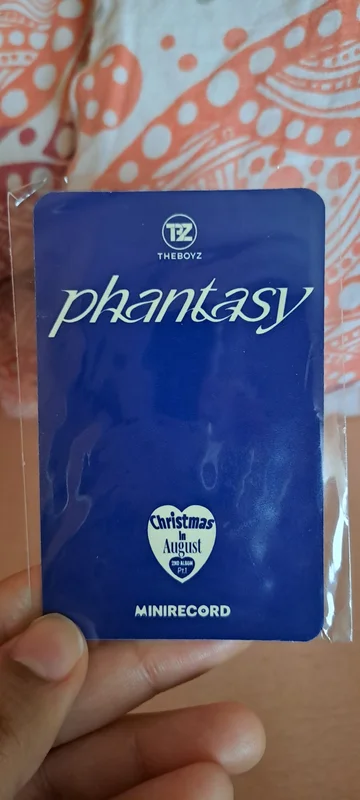 TBZ
THEBOYZ
phantasy
Christmas
In
August
2ND ALBUM
Pt.1
MINIRECORD